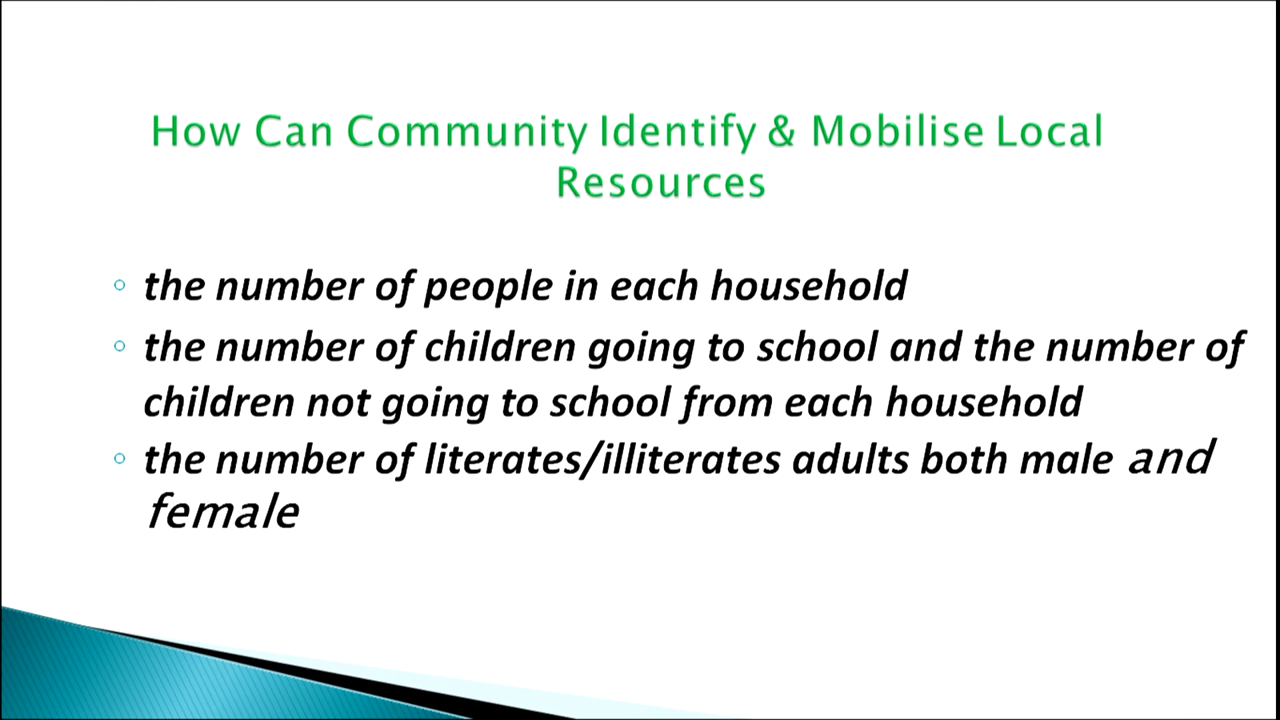 How Can Community Identify & Mobilise Local
Resources
the number of people in each household
the number of children going to school and the number of
children not going to school from each household
the number of literates/illiterates adults both male and
female